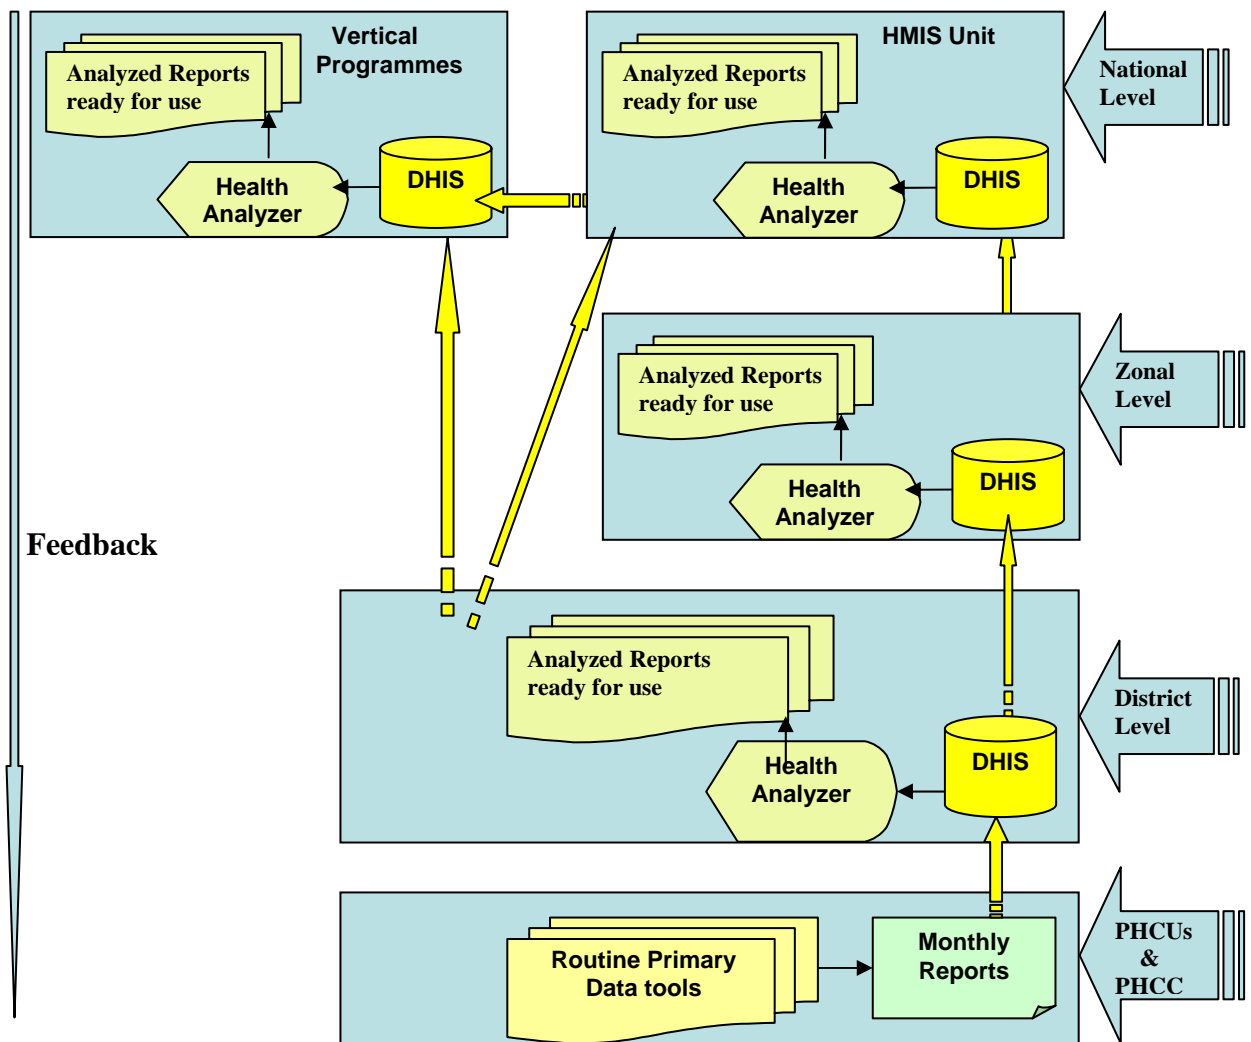 Vertical
Programmes
Analyzed Reports
ready for use
Health
Analyzer
DHIS
HMIS Unit
Analyzed Reports
ready for use
Health
Analyzer
DHIS
National
Level
Analyzed Reports
ready for use
Health
Analyzer
DHIS
Zonal
Level
Feedback
Analyzed Reports
ready for use
Health
Analyzer
DHIS
District
Level
Routine Primary
Data tools
Monthly
Reports
PHCUs
&
PHCC